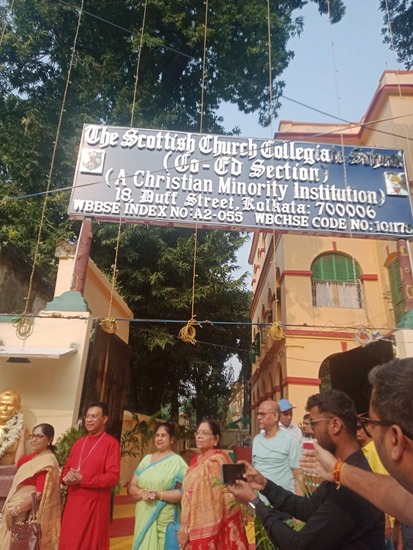 The Scottish Church Collegiate School
(Co-Ed Section)
(A Christian Minority Institution)
18, Duff Street, Kolkata: 700006
WBBSE INDEX NO: A2-055 WBCHSE CODE NO: 101170